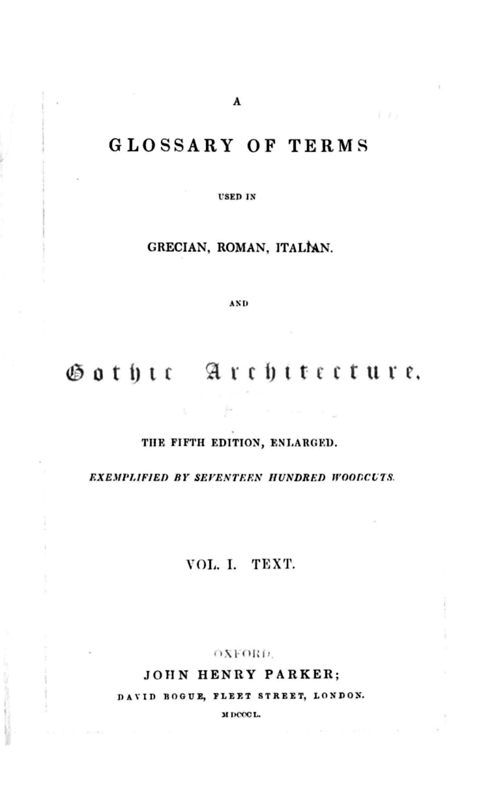 A
GLOSSARY OF TERMS
USED IN
GRECIAN, ROMAN, ITALIAN.
AND
Gothic Architecture.
THE FIFTH EDITION, ENLARGED.
EXEMPLIFIED BY SEVENTEEN HUNDRED WOODCUTS.
VOL. I. TEXT.
OXFORD,
JOHN HENRY PARKER;
DAVID BOGUE, FLEET STREET, LONDON.
MDCCCL.